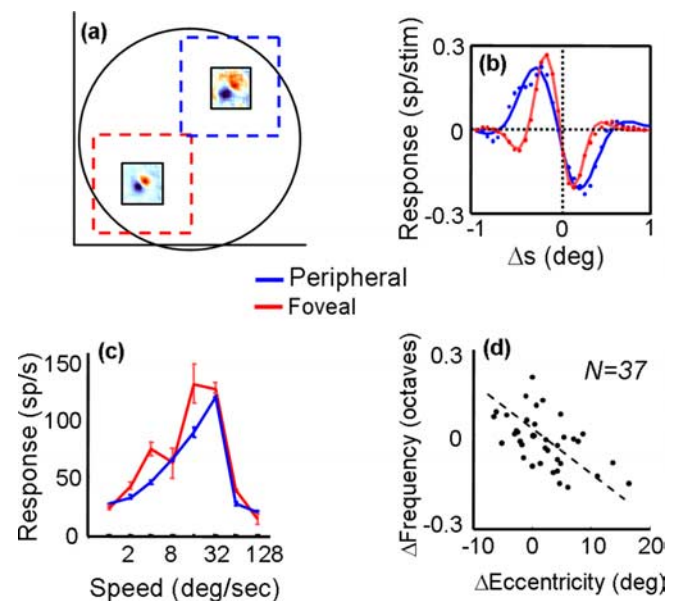 (a)
(b)
Response (sp/stim)
0.3
0
-0.3
-1
0
1
Δs (deg)
Peripheral
Foveal
(c)
Response (sp/s)
150
100
50
0
2
8
32
128
Speed (deg/sec)
(d)
N=37
ΔFrequency (octaves)
0.3
0
-0.3
-10
0
10
20
ΔEccentricity (deg)